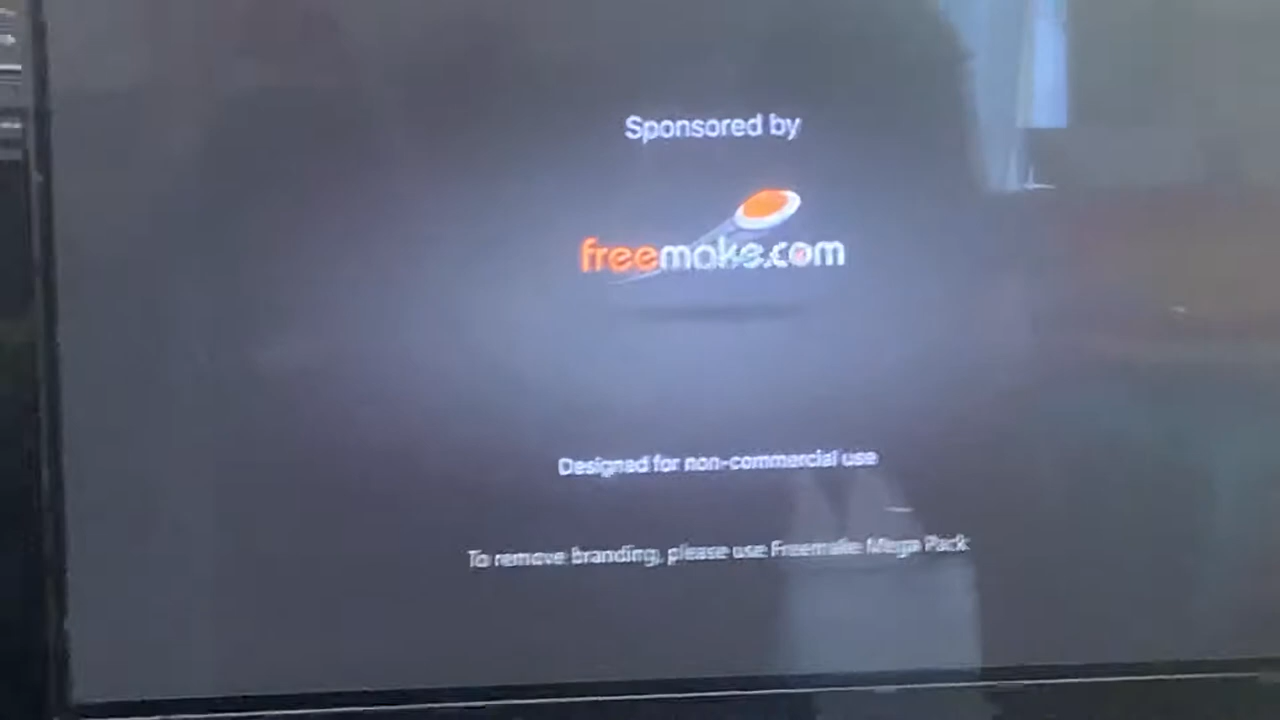 Sponsored by
freemake.com
Designed for non-commercial use
To remove branding, please use Freemake Mega Pack